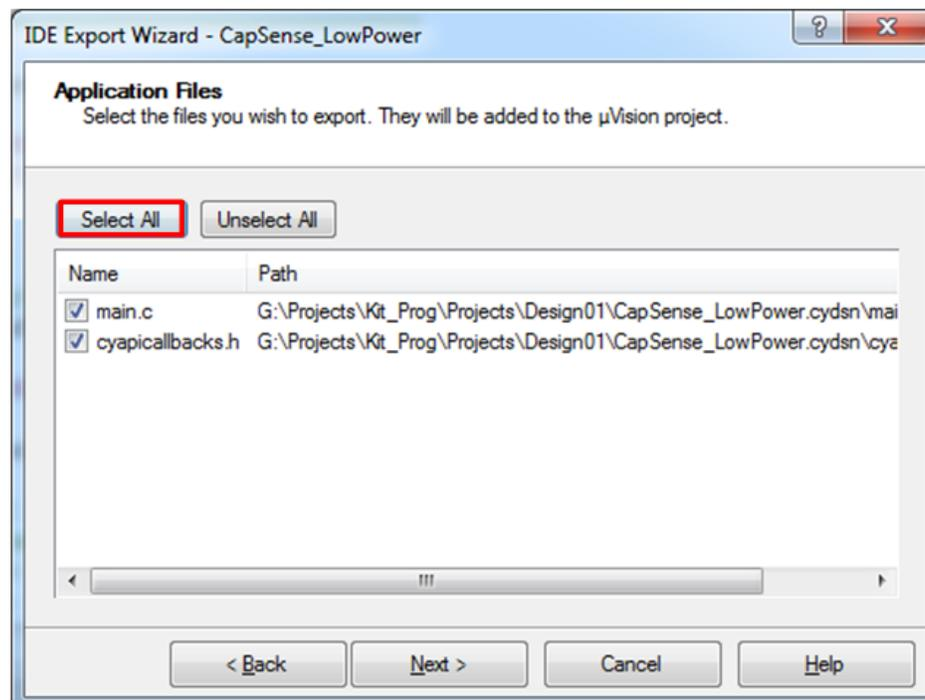 IDE Export Wizard - CapSense_LowPower
Application Files
Select the files you wish to export. They will be added to the µVision project.
Select All Unselect All
Name Path
main.c G:\Projects\Kit_Prog\Projects\Design01\CapSense_LowPower.cydsn\mai
cyapicallbacks.h G:\Projects\Kit_Prog\Projects\Design01\CapSense_LowPower.cydsn\cya
< Back Next > Cancel Help